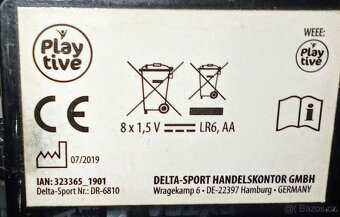 Play
tive
WEEE:
Play
tive
CE
8 x 1,5 V LR6, AA
07/2019
IAN: 323365_1901
Delta-Sport Nr.: DR-6810
DELTA-SPORT HANDELSKONTOR GMBH
Wragekamp 6 • DE-22397 Hamburg • GERMANY
Bazoš.cz